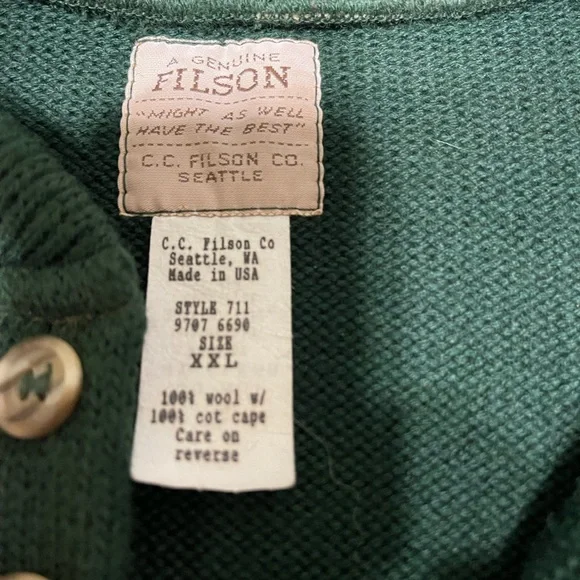 A GENUINE
FILSON
"MIGHT AS WELL
HAVE THE BEST"
C.C. FILSON CO.
SEATTLE
C.C. Filson Co
Seattle, WA
Made in USA
STYLE 711
9707 6690
SIZE
XXL
100% wool w/
100% cot cape
Care on
reverse